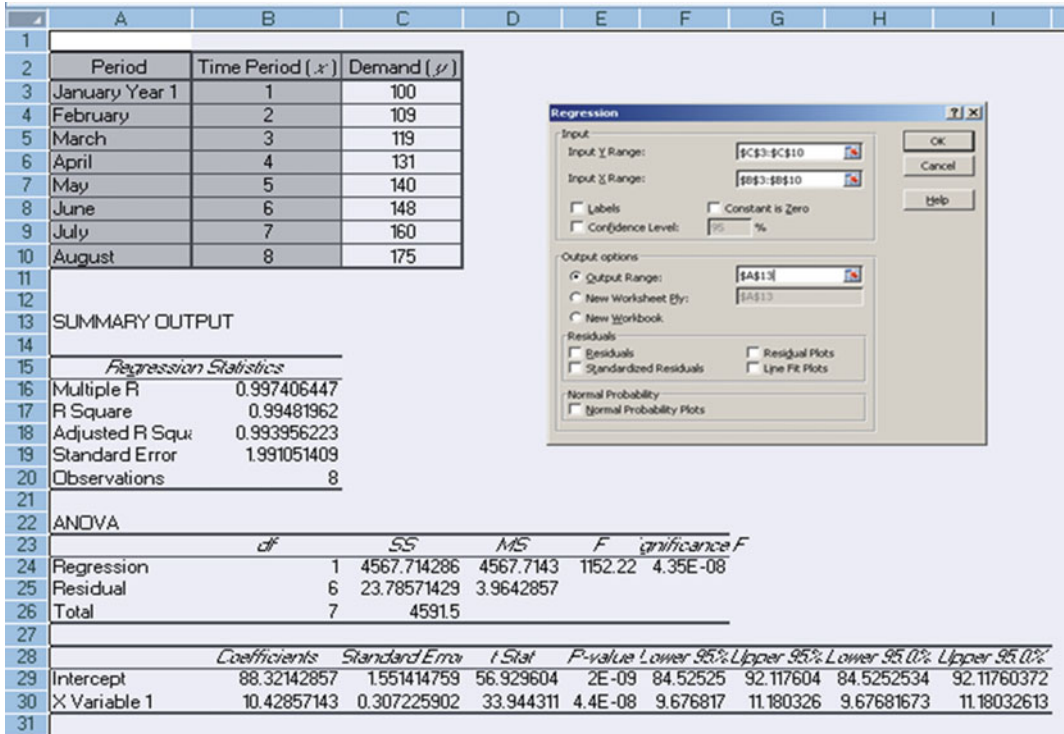 A B C D E F G H I
1
2 Period Time Period ( x ) Demand ( y )
3 January Year 1 1 100
4 February 2 109
5 March 3 119
6 April 4 131
7 May 5 140
8 June 6 148
9 July 7 160
10 August 8 175
11
12
13 SUMMARY OUTPUT
14
15 Regression Statistics
16 Multiple R 0.997406447
17 R Square 0.99481962
18 Adjusted R Squa 0.993956223
19 Standard Error 1.991051409
20 Observations 8
21
22 ANOVA
23 df SS MS F ignificance F
24 Regression 1 4567.714286 4567.7143 1152.22 4.35E-08
25 Residual 6 23.78571429 3.9642857
26 Total 7 4591.5
27
28 Coefficients Standard Error t Stat P-value Lower 95% Upper 95% Lower 95.0% Upper 95.0%
29 Intercept 88.32142857 1.551414759 56.929604 2E-09 84.52525 92.117604 84.5252534 92.11760372
30 X Variable 1 10.42857143 0.307225902 33.944311 4.4E-08 9.676817 11.180326 9.67681673 11.18032613
31
Regression ? X
Input
Input Y Range: $C$3:$C$10
Input X Range: $B$3:$B$10
Labels Constant is Zero
Confidence Level: 95 %
OK
Cancel
Help
Output options
Output Range: $A$13
New Worksheet Ply: $A$13
New Workbook
Residuals
Residuals Residual Plots
Standardized Residuals Line Fit Plots
Normal Probability
Normal Probability Plots